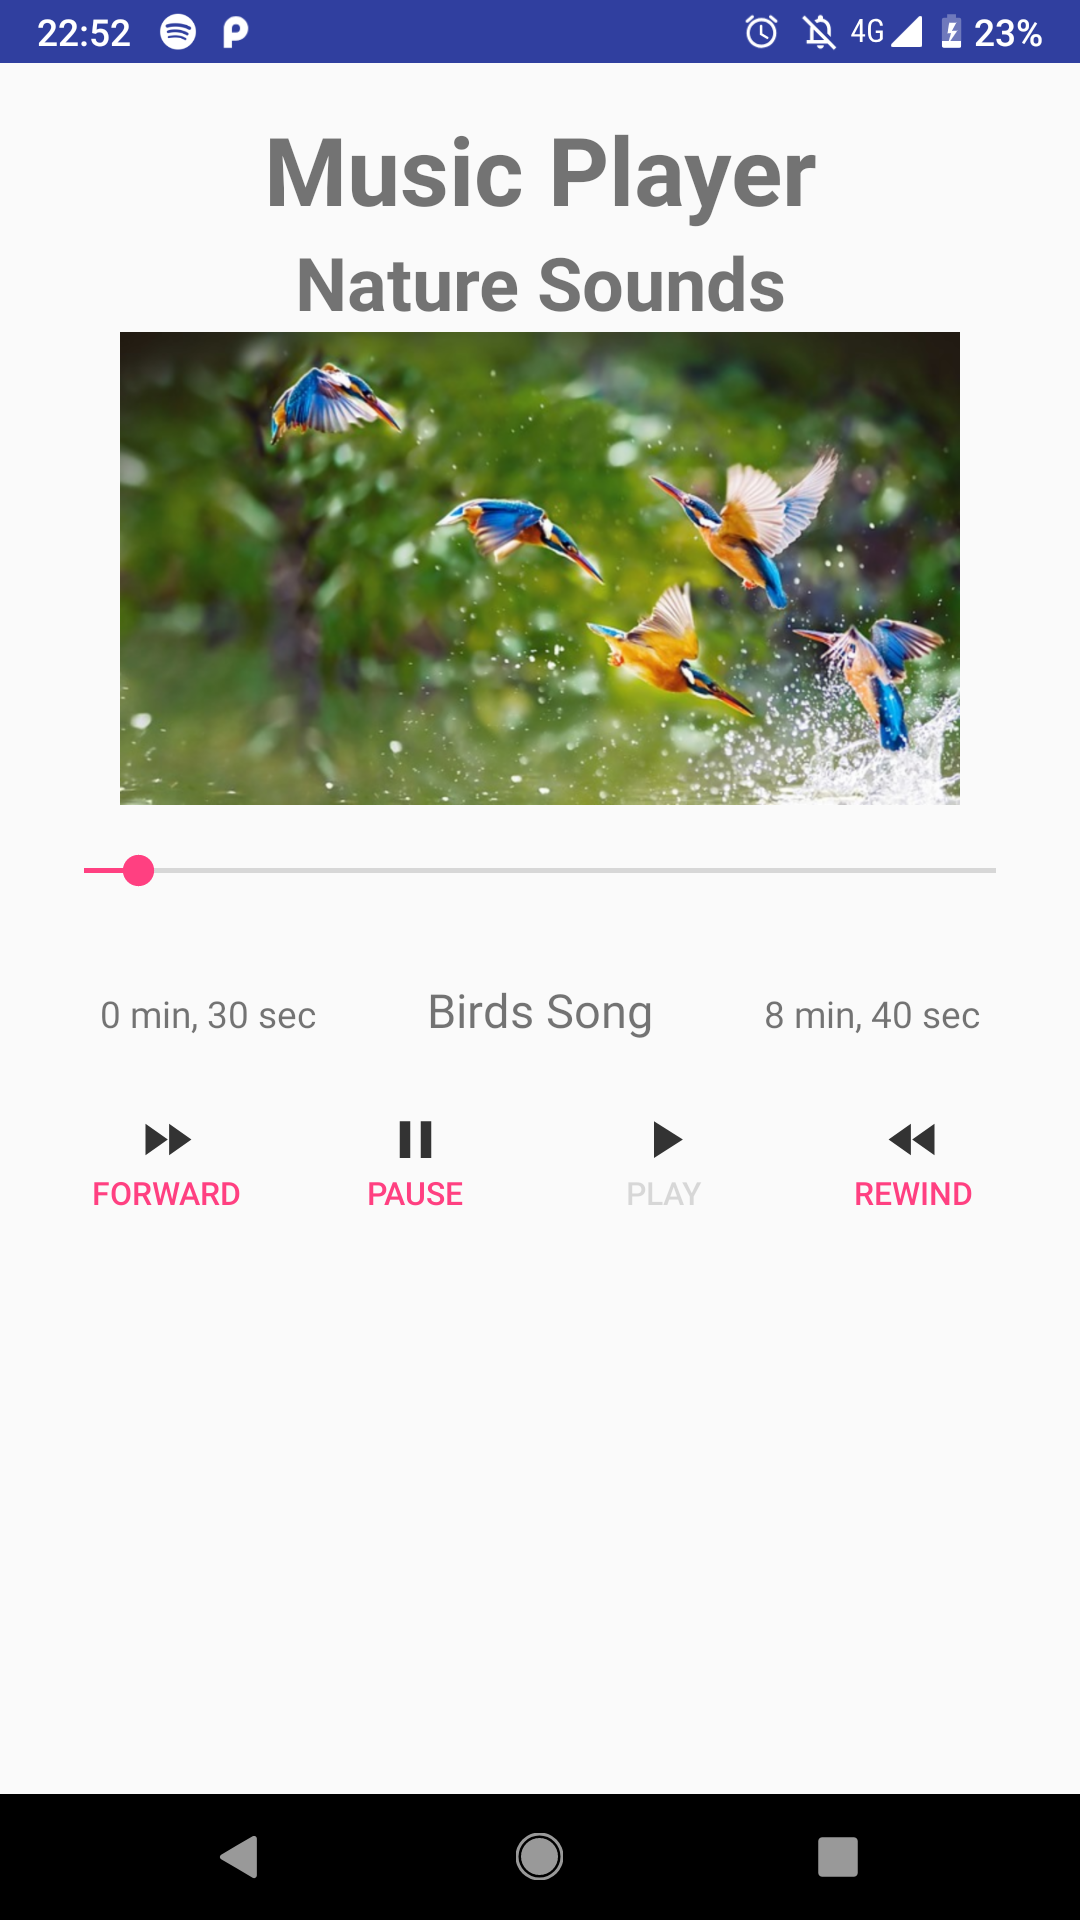 22:52 4G 23%
Music Player
Nature Sounds
0 min, 30 sec Birds Song 8 min, 40 sec
FORWARD PAUSE PLAY REWIND